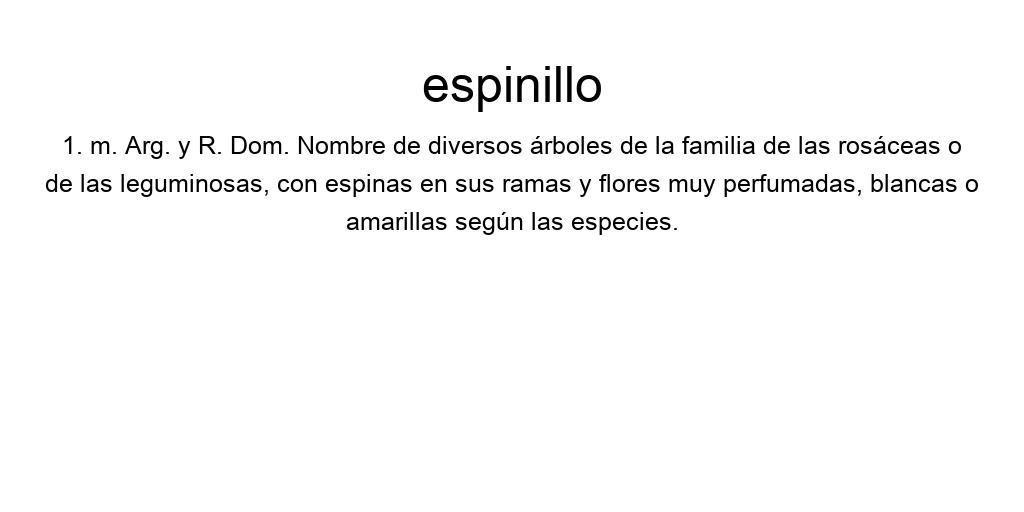 espinillo
1. m. Arg. y R. Dom. Nombre de diversos árboles de la familia de las rosáceas o
de las leguminosas, con espinas en sus ramas y flores muy perfumadas, blancas o
amarillas según las especies.